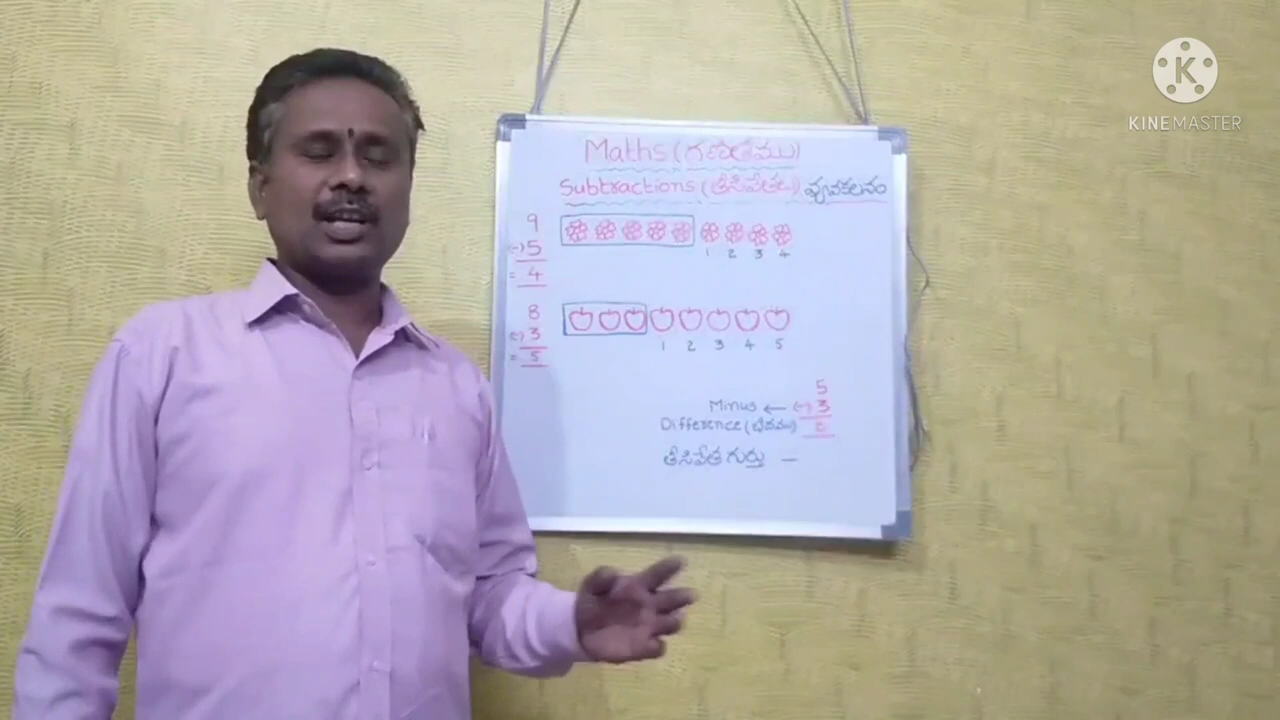 Maths (గణితము)
Subtractions (తీసివేతలు) వ్యవకలనం
9
(-) 5
= 4
1 2 3 4
8
(-) 3
= 5
1 2 3 4 5
5
Minus ← (-) 3
Difference (భేదము) 2
తీసివేత గుర్తు —
K
KINEMASTER